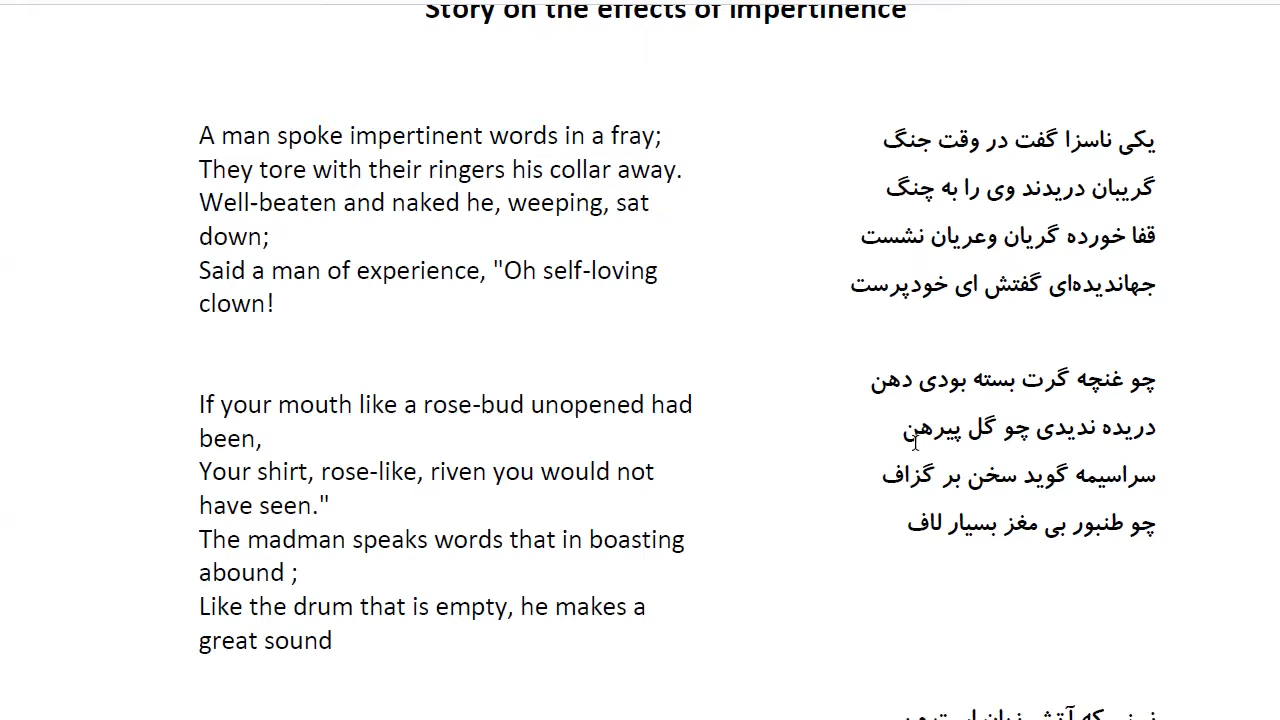 Story on the effects of impertinence
A man spoke impertinent words in a fray;
They tore with their ringers his collar away.
Well-beaten and naked he, weeping, sat
down;
Said a man of experience, "Oh self-loving
clown!
If your mouth like a rose-bud unopened had
been,
Your shirt, rose-like, riven you would not
have seen."
The madman speaks words that in boasting
abound ;
Like the drum that is empty, he makes a
great sound
یکی ناسزا گفت در وقت جنگ
گریبان دریدند وی را به چنگ
قفا خورده گریان وعریان نشست
جهاندیده‌ای گفتش ای خودپرست
چو غنچه گرت بسته بودی دهن
دریده ندیدی چو گل پیرهن
سراسیمه گوید سخن بر گزاف
چو طنبور بی مغز بسیار لاف